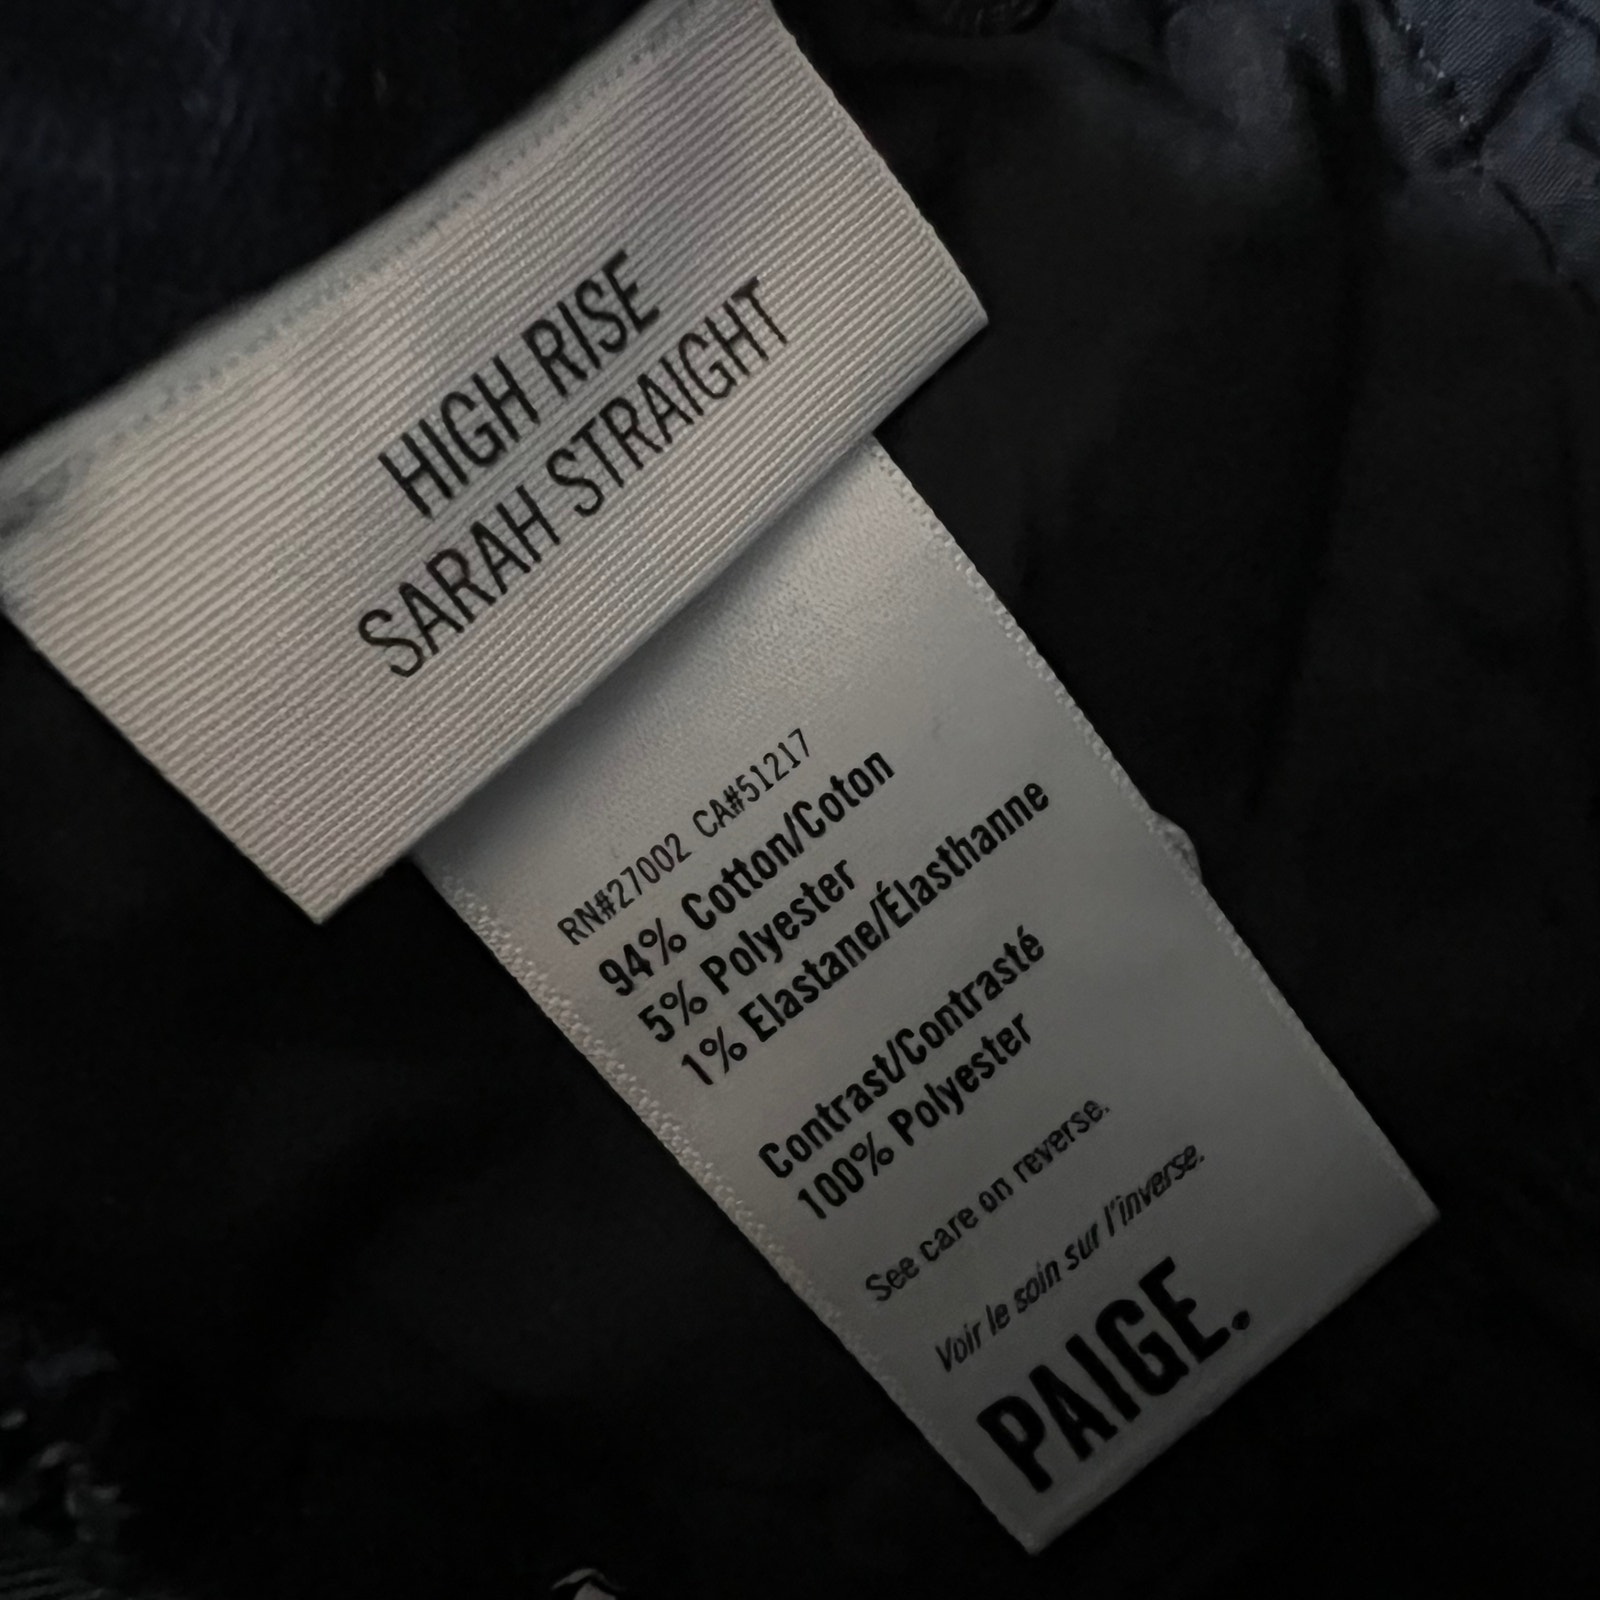 HIGH RISE
SARAH STRAIGHT
RN#27002 CA#51217
94% Cotton/Coton
5% Polyester
1% Elastane/Élasthanne
Contrast/Contrasté
100% Polyester
See care on reverse.
Voir le soin sur l'inverse.
PAIGE.